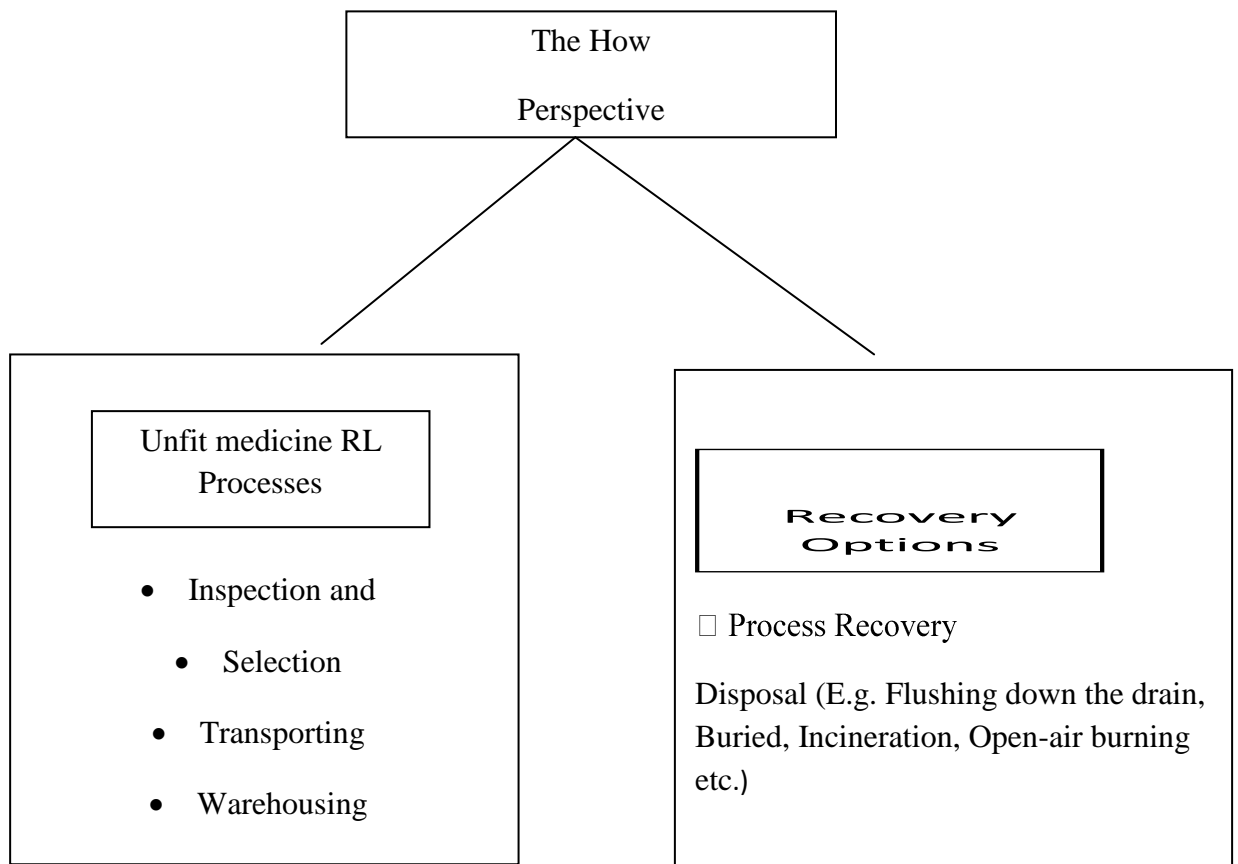 The How
Perspective
Unfit medicine RL
Processes
• Inspection and
• Selection
• Transporting
• Warehousing
Recovery
Options
□ Process Recovery
Disposal (E.g. Flushing down the drain,
Buried, Incineration, Open-air burning
etc.)